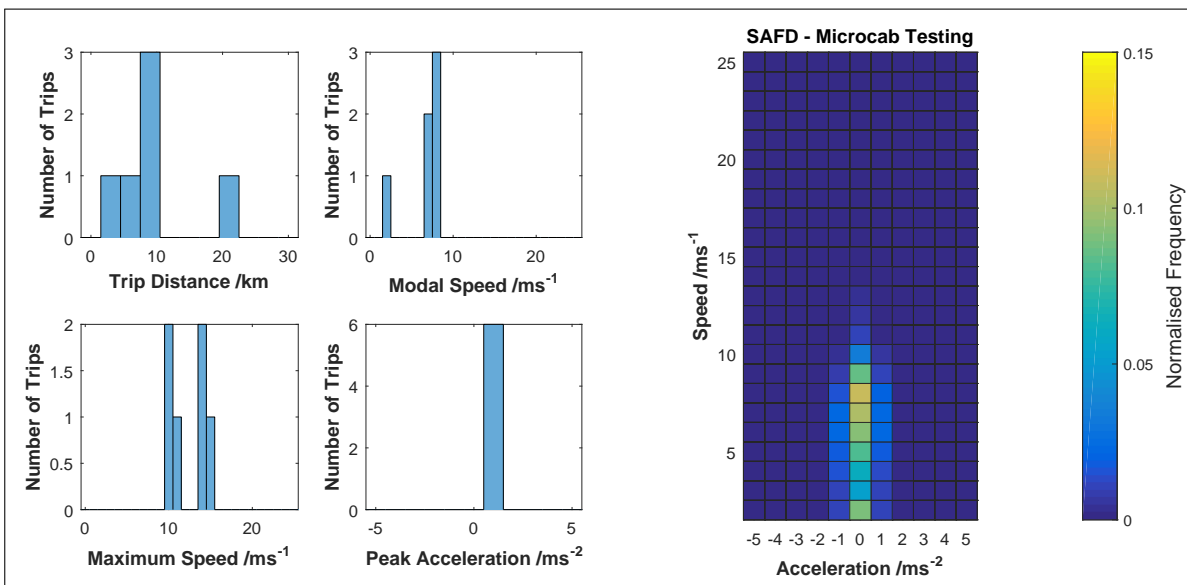 3
2
1
0
Number of Trips
0 10 20 30
Trip Distance /km
3
2
1
0
Number of Trips
0 10 20
Modal Speed /ms-1
2
1.5
1
0.5
0
Number of Trips
0 10 20
Maximum Speed /ms-1
6
4
2
0
Number of Trips
-5 0 5
Peak Acceleration /ms-2
SAFD - Microcab Testing
25
20
15
10
5
Speed /ms-1
-5 -4 -3 -2 -1 0 1 2 3 4 5
Acceleration /ms-2
0.15
0.1
0.05
0
Normalised Frequency